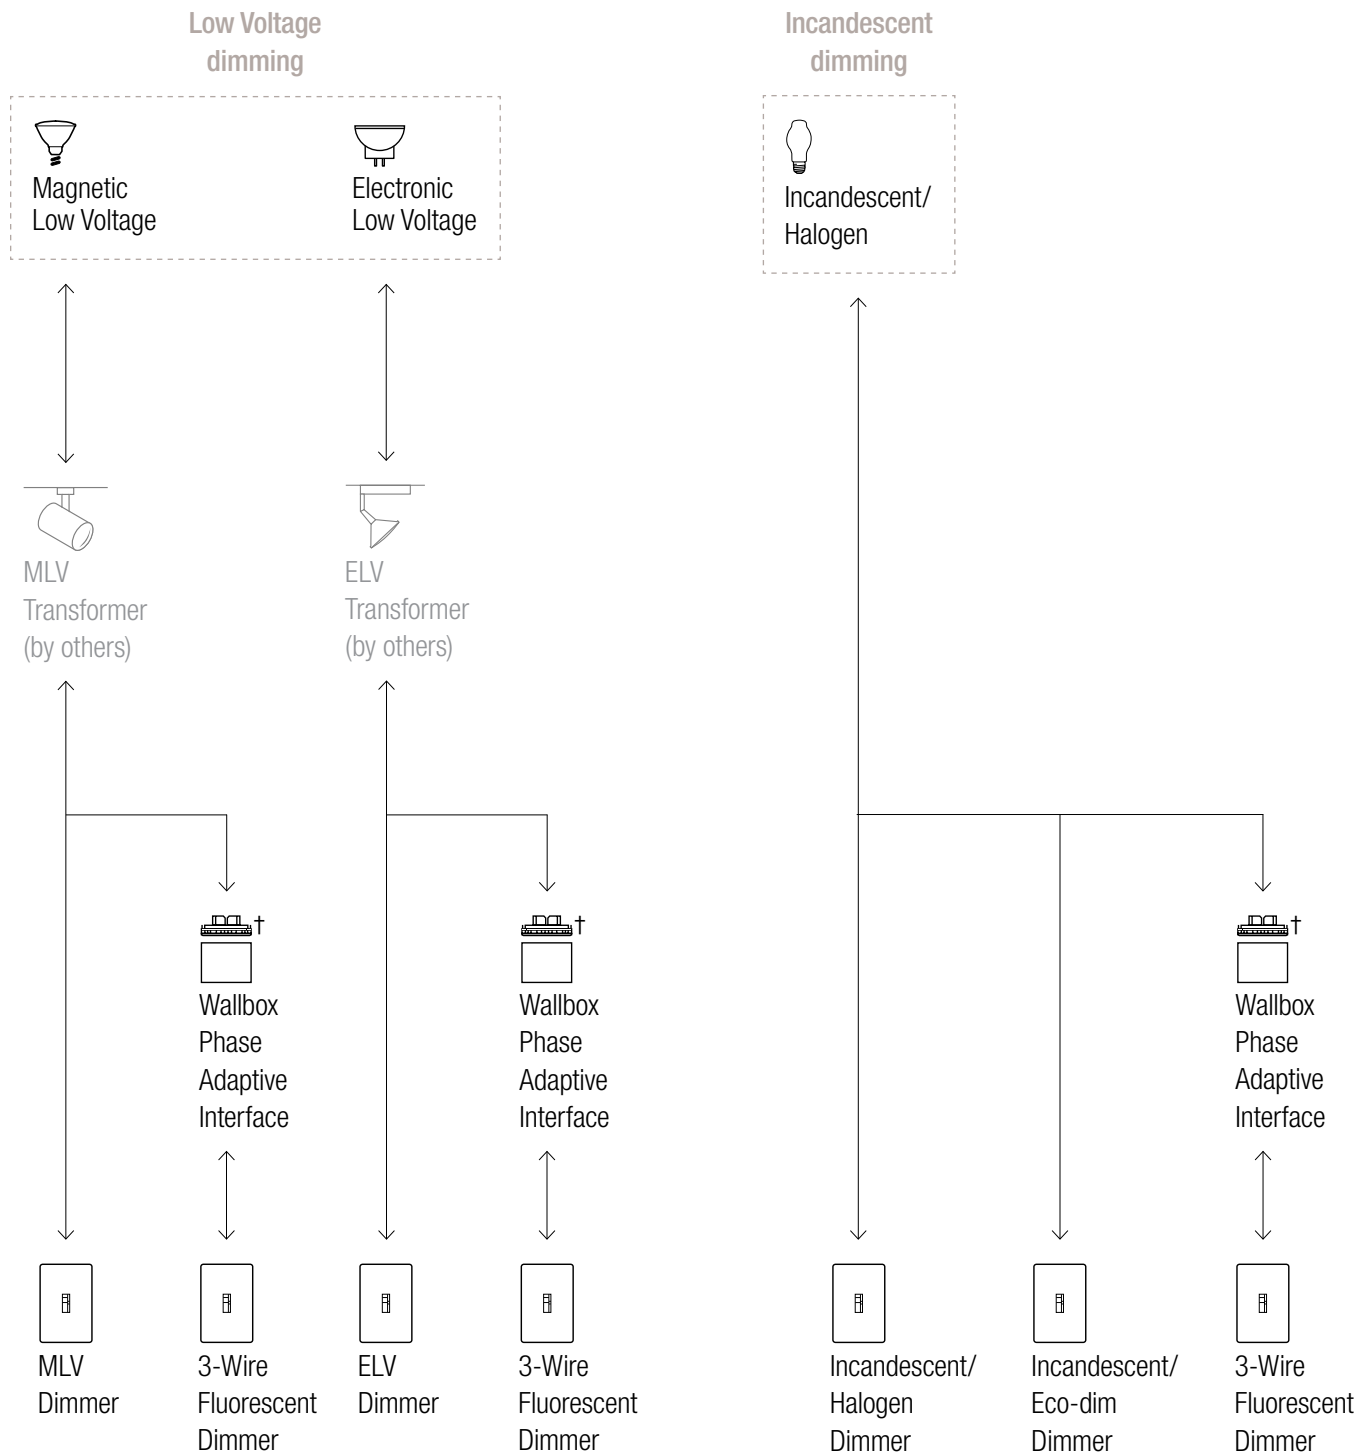 Low Voltage
dimming
Incandescent
dimming
Magnetic
Low Voltage
Electronic
Low Voltage
Incandescent/
Halogen
MLV
Transformer
(by others)
ELV
Transformer
(by others)
†
Wallbox
Phase
Adaptive
Interface
†
Wallbox
Phase
Adaptive
Interface
†
Wallbox
Phase
Adaptive
Interface
MLV
Dimmer
3-Wire
Fluorescent
Dimmer
ELV
Dimmer
3-Wire
Fluorescent
Dimmer
Incandescent/
Halogen
Dimmer
Incandescent/
Eco-dim
Dimmer
3-Wire
Fluorescent
Dimmer